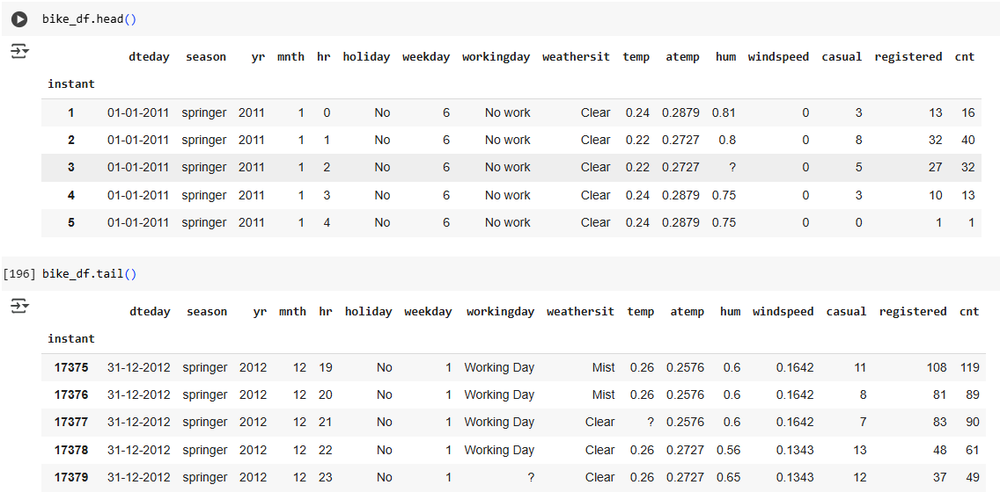 bike_df.head()
dteday season yr mnth hr holiday weekday workingday weathersit temp atemp hum windspeed casual registered cnt
instant
1 01-01-2011 springer 2011 1 0 No 6 No work Clear 0.24 0.2879 0.81 0 3 13 16
2 01-01-2011 springer 2011 1 1 No 6 No work Clear 0.22 0.2727 0.8 0 8 32 40
3 01-01-2011 springer 2011 1 2 No 6 No work Clear 0.22 0.2727 ? 0 5 27 32
4 01-01-2011 springer 2011 1 3 No 6 No work Clear 0.24 0.2879 0.75 0 3 10 13
5 01-01-2011 springer 2011 1 4 No 6 No work Clear 0.24 0.2879 0.75 0 0 1 1
[196] bike_df.tail()
dteday season yr mnth hr holiday weekday workingday weathersit temp atemp hum windspeed casual registered cnt
instant
17375 31-12-2012 springer 2012 12 19 No 1 Working Day Mist 0.26 0.2576 0.6 0.1642 11 108 119
17376 31-12-2012 springer 2012 12 20 No 1 Working Day Mist 0.26 0.2576 0.6 0.1642 8 81 89
17377 31-12-2012 springer 2012 12 21 No 1 Working Day Clear ? 0.2576 0.6 0.1642 7 83 90
17378 31-12-2012 springer 2012 12 22 No 1 Working Day Clear 0.26 0.2727 0.56 0.1343 13 48 61
17379 31-12-2012 springer 2012 12 23 No 1 ? Clear 0.26 0.2727 0.65 0.1343 12 37 49